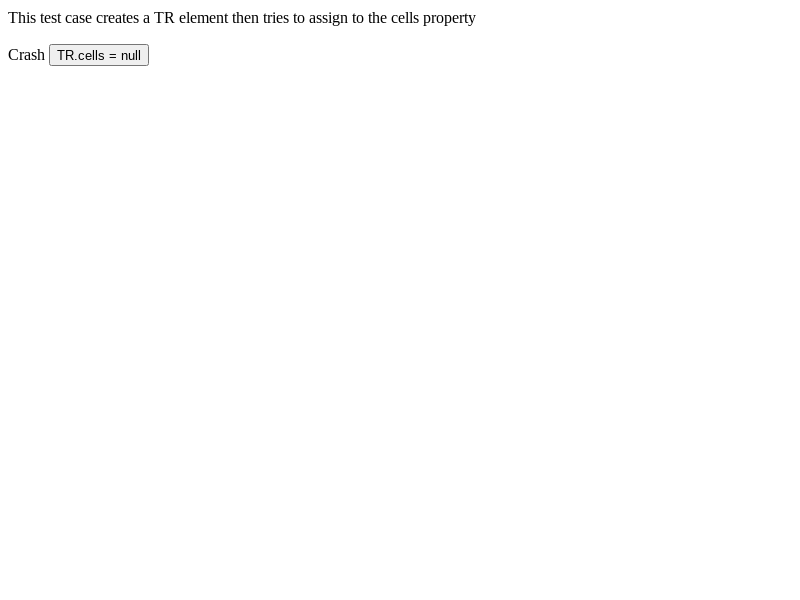 This test case creates a TR element then tries to assign to the cells property
Crash TR.cells = null